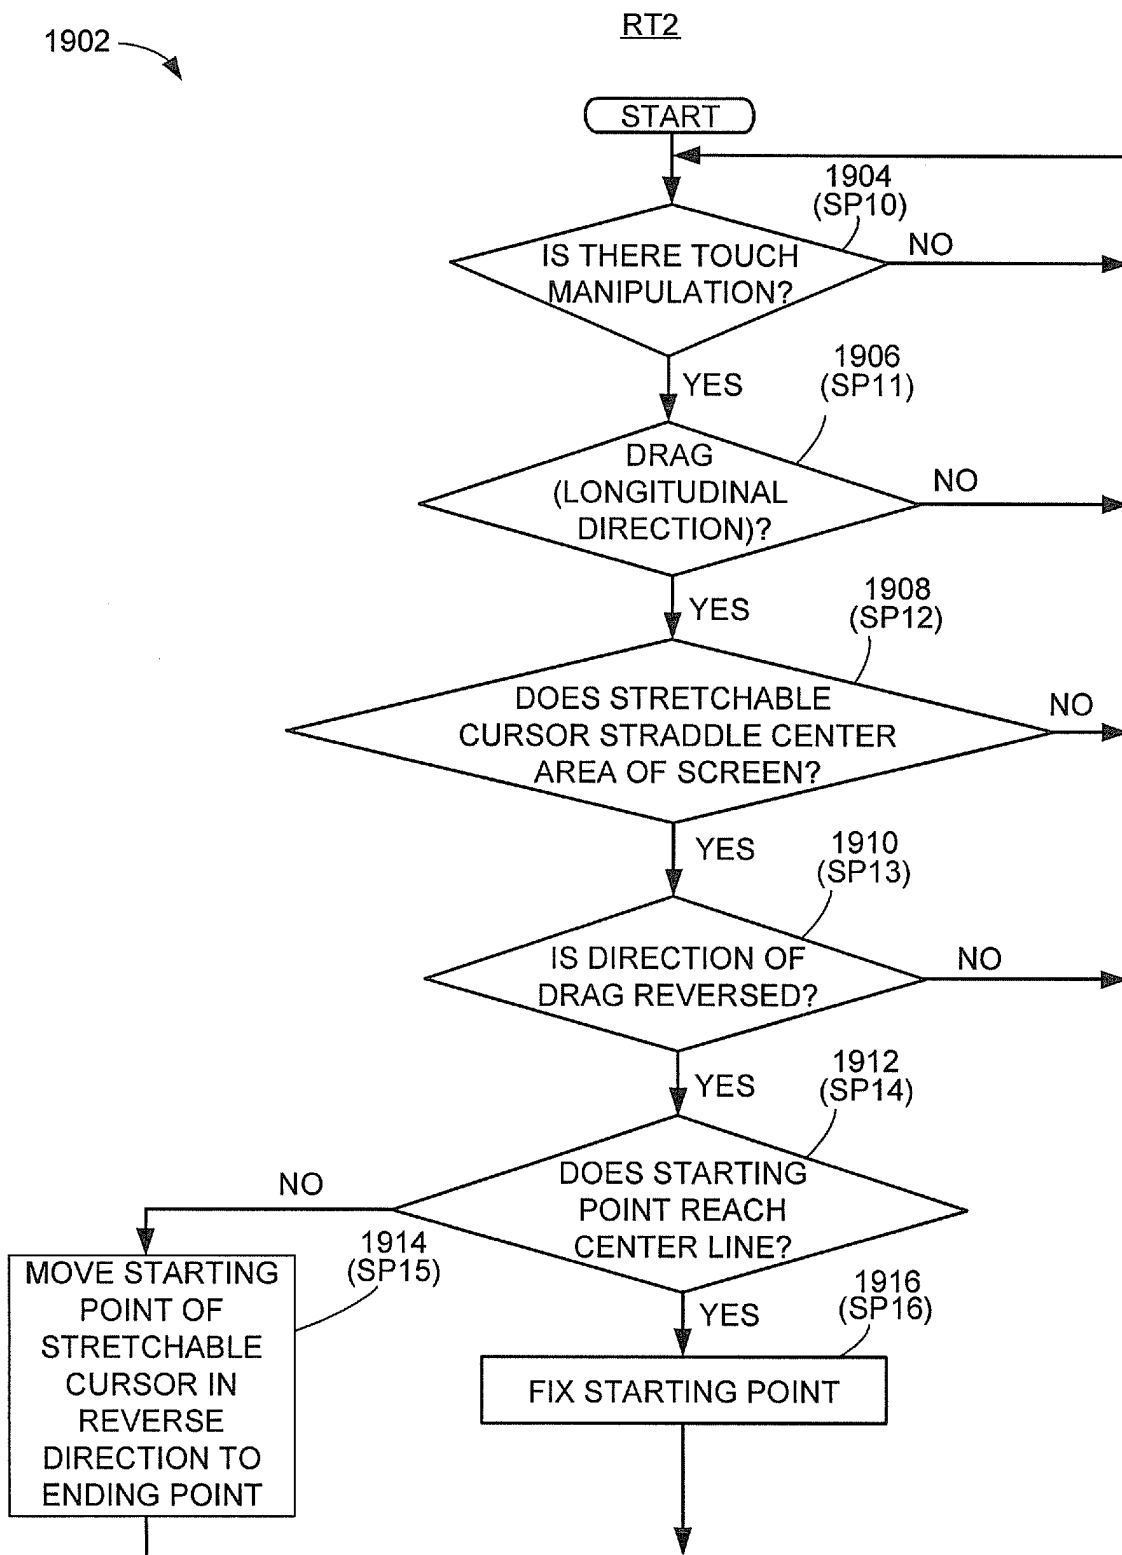 RT2
1902
START
1904
(SP10)
IS THERE TOUCH
MANIPULATION?
NO
YES
1906
(SP11)
DRAG
(LONGITUDINAL
DIRECTION)?
NO
YES
1908
(SP12)
DOES STRETCHABLE
CURSOR STRADDLE CENTER
AREA OF SCREEN?
NO
YES
1910
(SP13)
IS DIRECTION OF
DRAG REVERSED?
NO
YES
1912
(SP14)
DOES STARTING
POINT REACH
CENTER LINE?
NO
YES
1914
(SP15)
MOVE STARTING
POINT OF
STRETCHABLE
CURSOR IN
REVERSE
DIRECTION TO
ENDING POINT
1916
(SP16)
FIX STARTING POINT